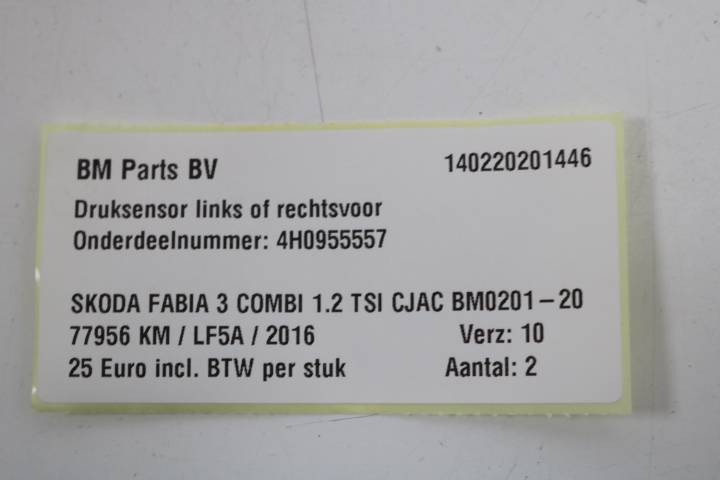 BM Parts BV 140220201446
Druksensor links of rechtsvoor
Onderdeelnummer: 4H0955557
SKODA FABIA 3 COMBI 1.2 TSI CJAC BM0201-20
77956 KM / LF5A / 2016 Verz: 10
25 Euro incl. BTW per stuk Aantal: 2